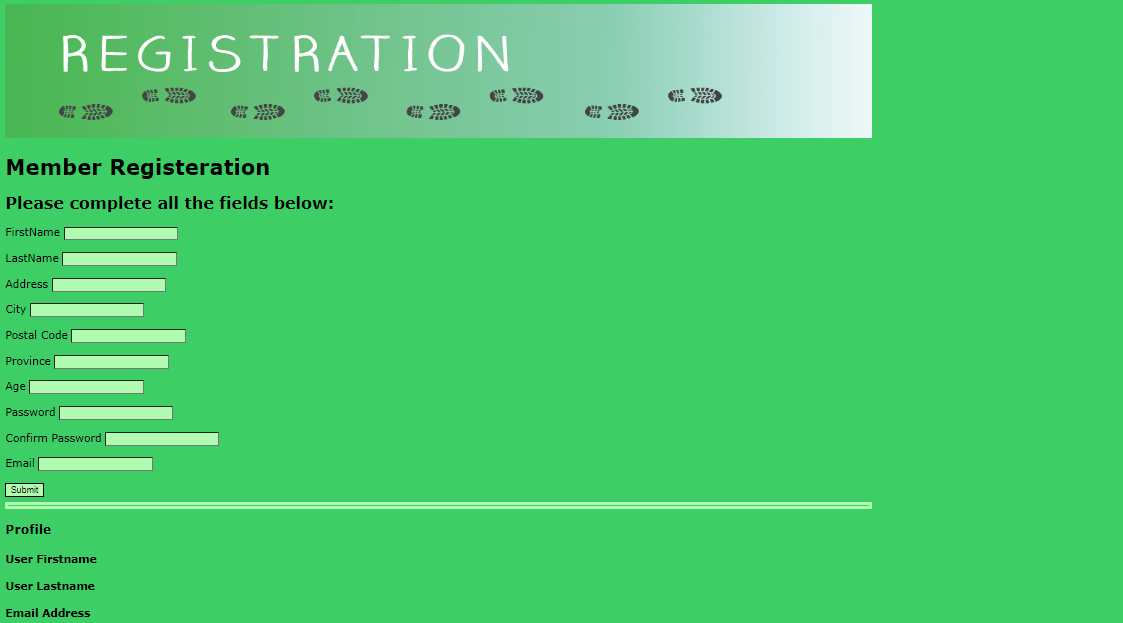 REGISTRATION
Member Registeration
Please complete all the fields below:
FirstName
LastName
Address
City
Postal Code
Province
Age
Password
Confirm Password
Email
Submit
Profile
User Firstname
User Lastname
Email Address